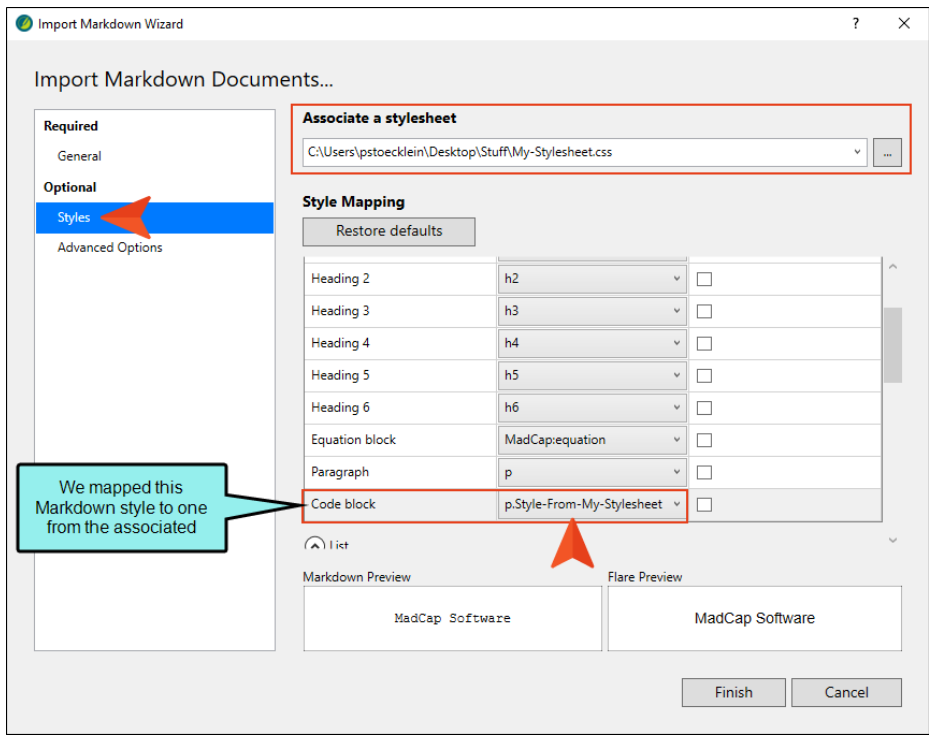 Import Markdown Wizard
?
Import Markdown Documents...
Required
General
Optional
Styles
Advanced Options
Associate a stylesheet
C:\Users\pstoecklein\Desktop\Stuff\My-Stylesheet.css
...
Style Mapping
Restore defaults
Heading 2 h2
Heading 3 h3
Heading 4 h4
Heading 5 h5
Heading 6 h6
Equation block MadCap:equation
Paragraph p
Code block p.Style-From-My-Stylesheet
List
We mapped this
Markdown style to one
from the associated
Markdown Preview
MadCap Software
Flare Preview
MadCap Software
Finish
Cancel